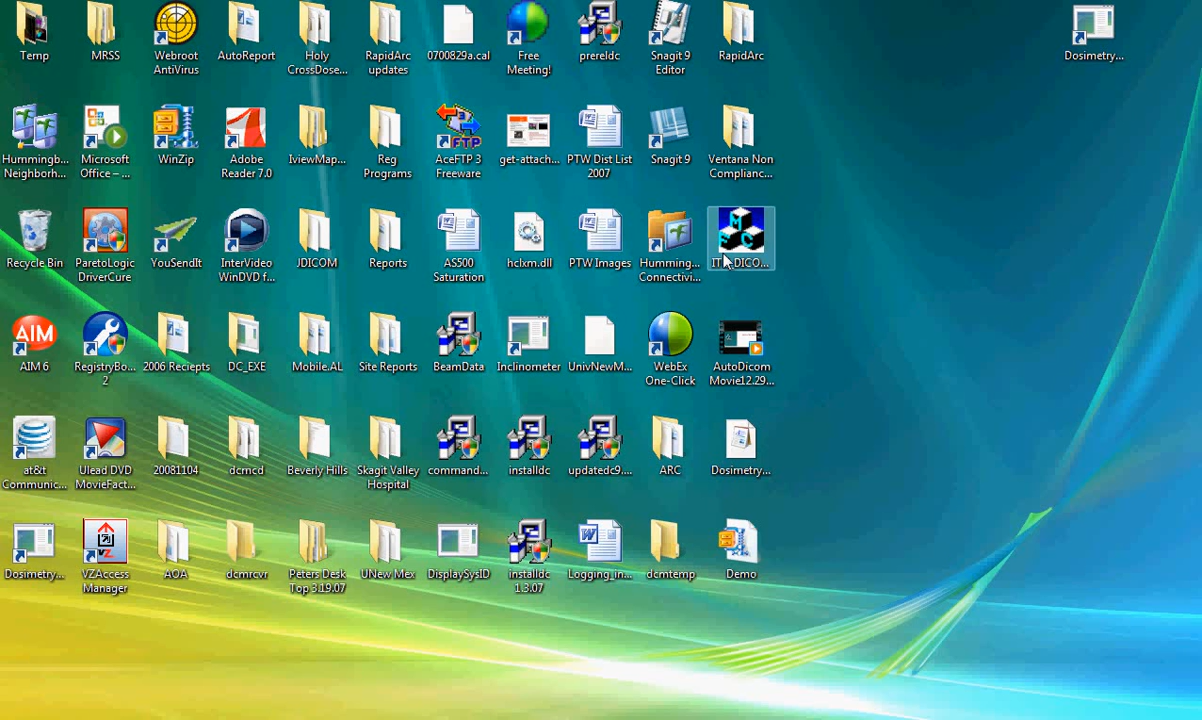 Temp
MRSS
Webroot
AntiVirus
AutoReport
Holy
CrossDose...
RapidArc
updates
0700829a.cal
Free
Meeting!
prereldc
Snagit 9
Editor
RapidArc
Dosimetry...
Hummingb...
Neighborh...
Microsoft
Office – ...
WinZip
Adobe
Reader 7.0
IviewMap...
Reg
Programs
AceFTP 3
Freeware
get-attach...
PTW Dist List
2007
Snagit 9
Ventana Non
Complianc...
Recycle Bin
ParetoLogic
DriverCure
YouSendIt
InterVideo
WinDVD f...
JDICOM
Reports
AS500
Saturation
hclxm.dll
PTW Images
Humming...
Connectivi...
AIM 6
RegistryBo...
2
2006 Reciepts
DC_EXE
Mobile.AL
Site Reports
BeamData
Inclinometer
UnivNewM...
WebEx
One-Click
AutoDicom
Movie12.29...
at&t
Communic...
Ulead DVD
MovieFact...
20081104
dcmcd
Beverly Hills
Skagit Valley
Hospital
command...
installdc
updatedc9....
ARC
Dosimetry...
Dosimetry...
VZAccess
Manager
AOA
dcmrcvr
Peters Desk
Top 3.19.07
UNew Mex
DisplaySysID
installdc
1.3.07
Logging_in...
dcmtemp
Demo